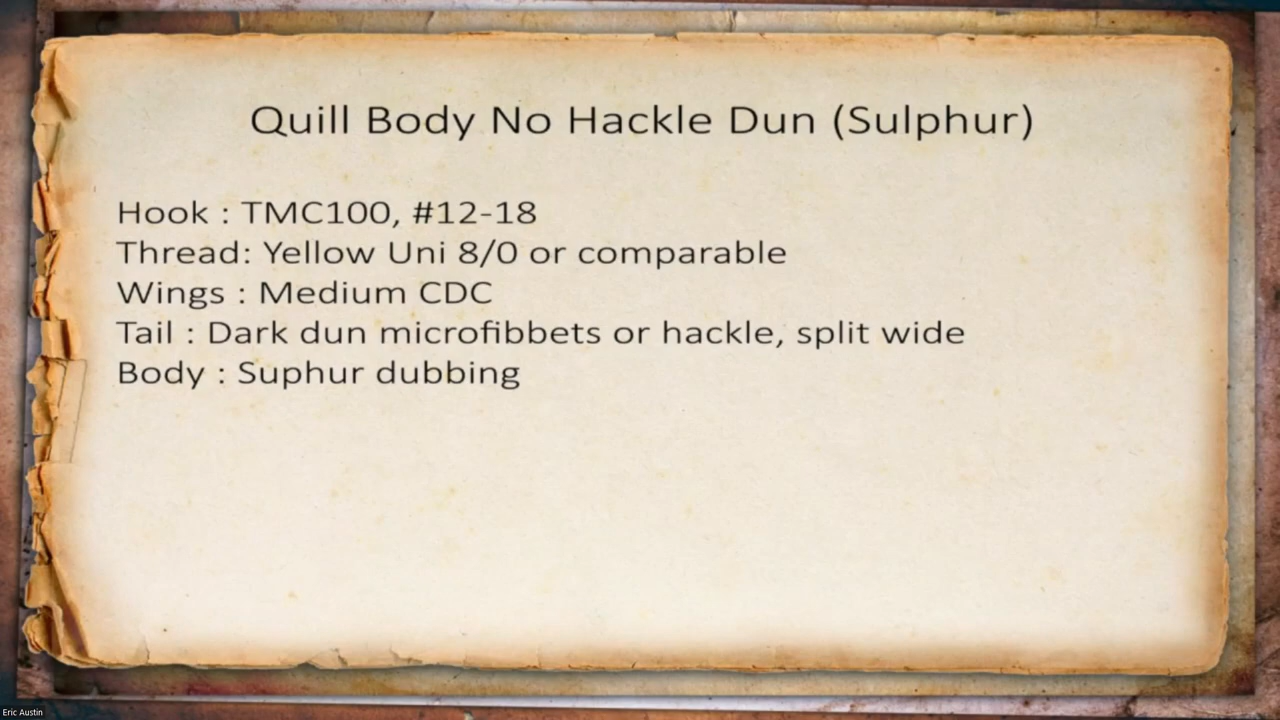 Quill Body No Hackle Dun (Sulphur)
Hook : TMC100, #12-18
Thread: Yellow Uni 8/0 or comparable
Wings : Medium CDC
Tail : Dark dun microfibbets or hackle, split wide
Body : Suphur dubbing
Eric Austin